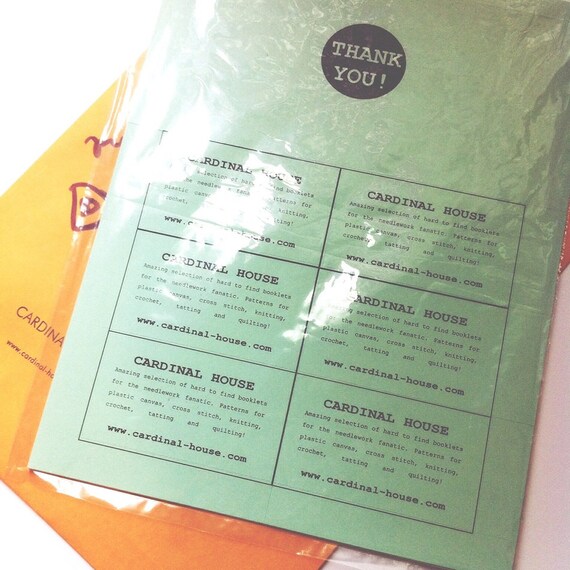 THANK
YOU!
CARDINAL HOUSE
Amazing selection of hard to find booklets
for the needlework fanatic. Patterns for
plastic canvas, cross stitch, knitting,
crochet, tatting and quilting!
www.cardinal-house.com
CARDINAL HOUSE
Amazing selection of hard to find booklets
for the needlework fanatic. Patterns for
plastic canvas, cross stitch, knitting,
crochet, tatting and quilting!
www.cardinal-house.com
CARDINAL HOUSE
Amazing selection of hard to find booklets
for the needlework fanatic. Patterns for
plastic canvas, cross stitch, knitting,
crochet, tatting and quilting!
www.cardinal-house.com
CARDINAL HOUSE
Amazing selection of hard to find booklets
for the needlework fanatic. Patterns for
plastic canvas, cross stitch, knitting,
crochet, tatting and quilting!
www.cardinal-house.com
CARDINAL HOUSE
Amazing selection of hard to find booklets
for the needlework fanatic. Patterns for
plastic canvas, cross stitch, knitting,
crochet, tatting and quilting!
www.cardinal-house.com
CARDINAL HOUSE
Amazing selection of hard to find booklets
for the needlework fanatic. Patterns for
plastic canvas, cross stitch, knitting,
crochet, tatting and quilting!
www.cardinal-house.com
CARDINAL
www.cardinal-h